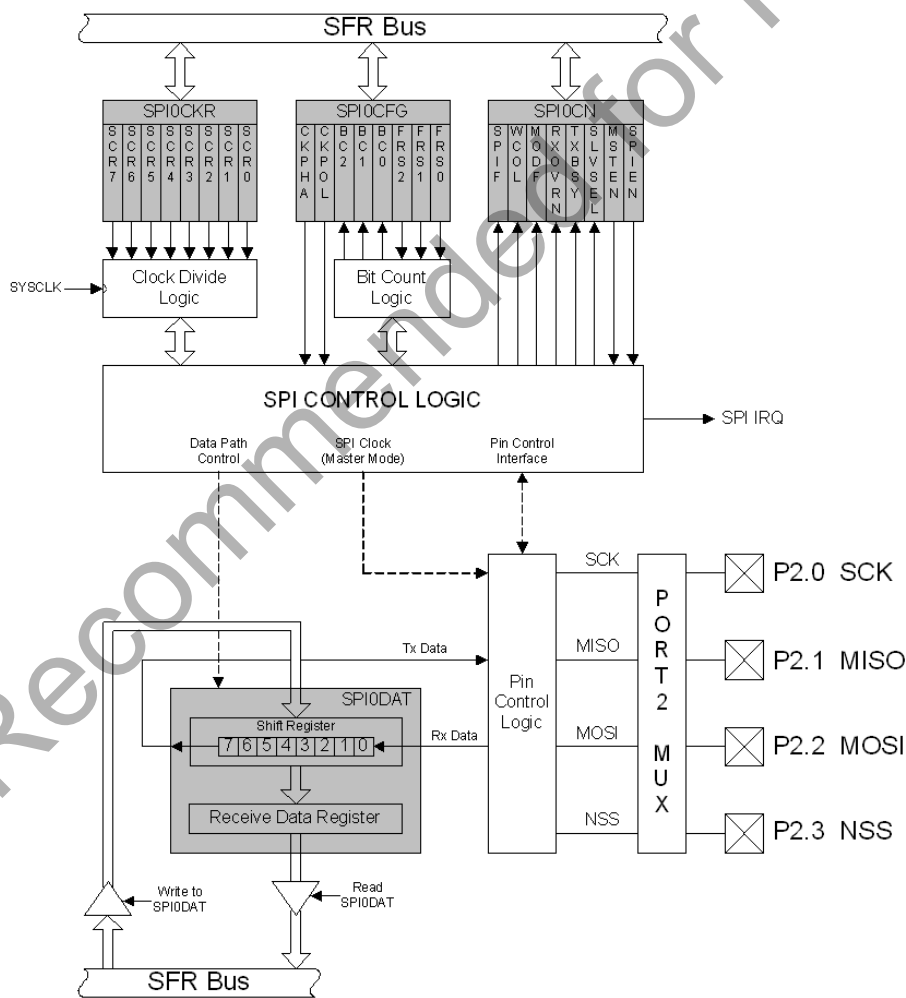 SFR Bus
SPI0CKR
SCR7
SCR6
SCR5
SCR4
SCR3
SCR2
SCR1
SCR0
SPI0CFG
CKPHA
CKPOL
BC2
BC1
BC0
FRS2
FRS1
FRS0
SPI0CN
SPIF
WCOL
MODF
RXOVRN
TXBSY
SLVSEL
MSTEN
SPIEN
SYSCLK
Clock Divide
Logic
Bit Count
Logic
SPI CONTROL LOGIC
SPI IRQ
Data Path
Control
SPI Clock
(Master Mode)
Pin Control
Interface
Tx Data
Rx Data
SPI0DAT
Shift Register
7 6 5 4 3 2 1 0
Receive Data Register
Pin
Control
Logic
SCK
MISO
MOSI
NSS
PORT2
MUX
P2.0 SCK
P2.1 MISO
P2.2 MOSI
P2.3 NSS
Write to
SPI0DAT
Read
SPI0DAT
SFR Bus
Recommended for